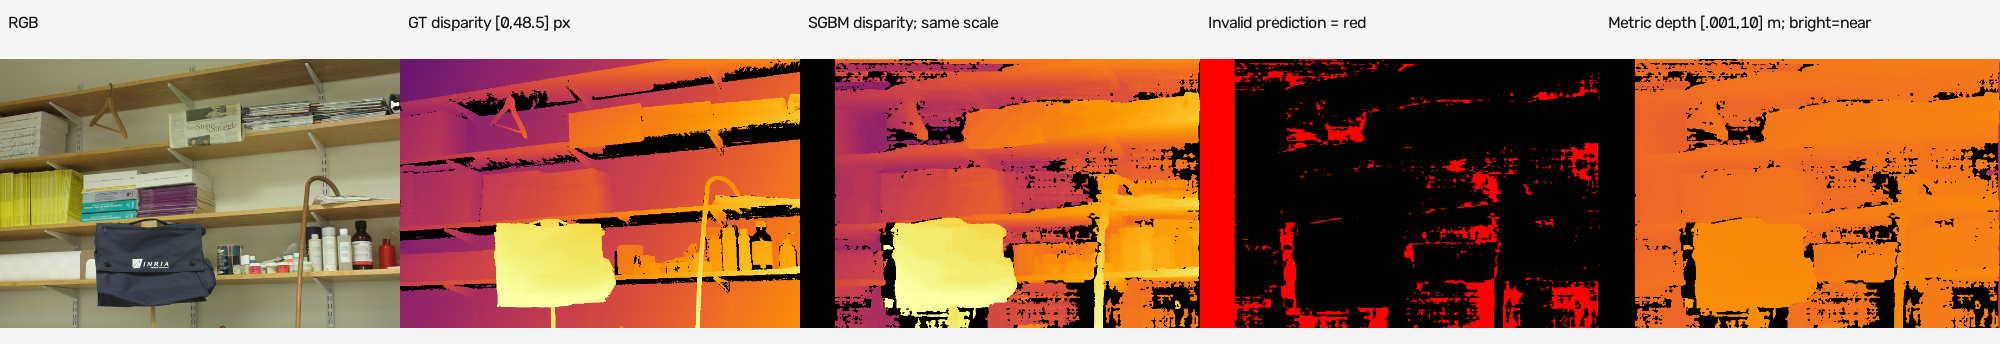 RGB
GT disparity [0,48.5] px
SGBM disparity; same scale
Invalid prediction = red
Metric depth [.001,10] m; bright=near
Struggle
INRIA